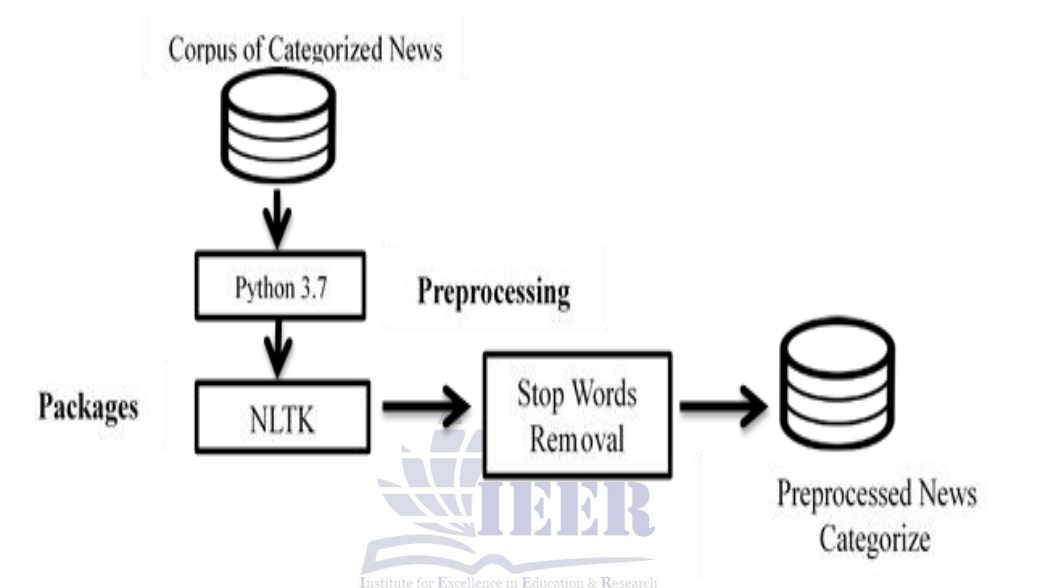 Corpus of Categorized News
Python 3.7
Preprocessing
Packages
NLTK
Stop Words
Removal
Preprocessed News
Categorize
IEER
Institute for Excellence in Education & Research